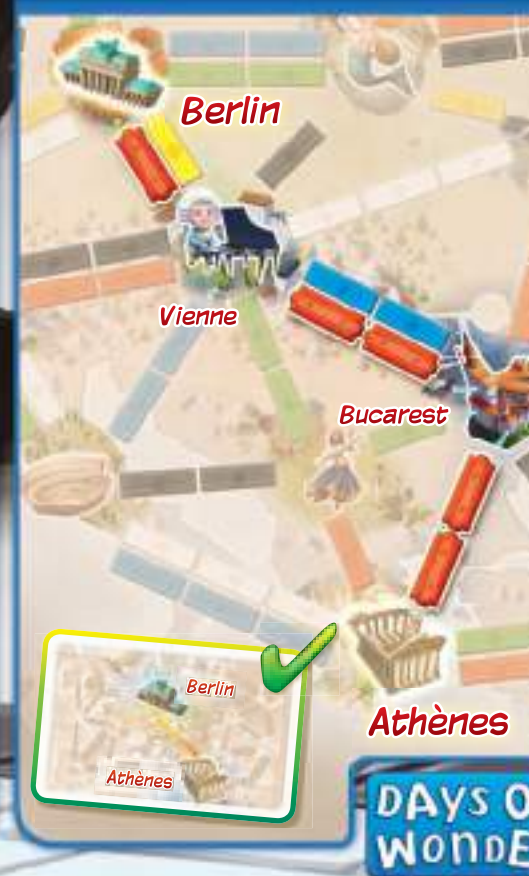 Berlin
Vienne
Bucarest
Berlin
Athènes
Athènes
DAYS O
WONDE